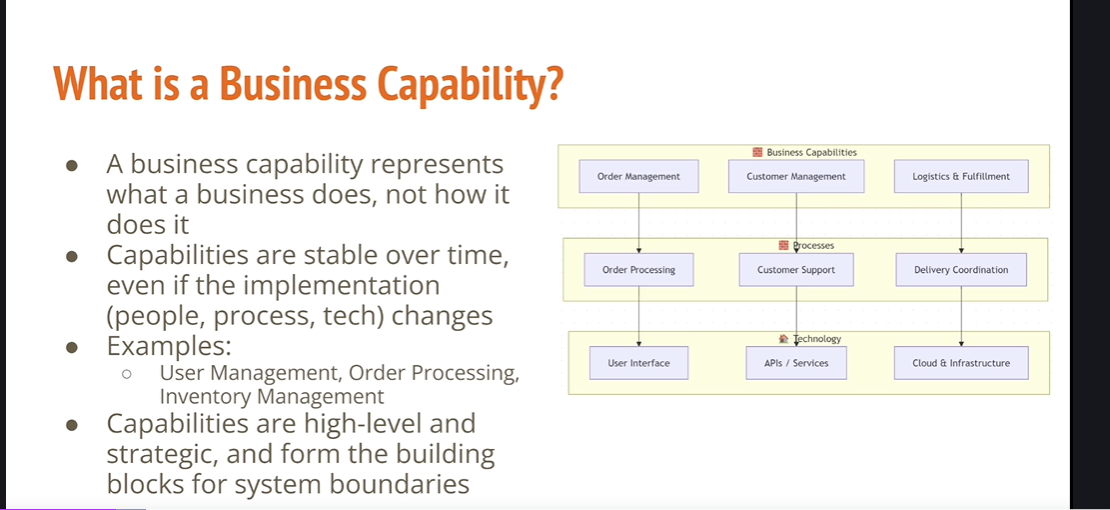 What is a Business Capability?
● A business capability represents
what a business does, not how it
does it
● Capabilities are stable over time,
even if the implementation
(people, process, tech) changes
● Examples:
○ User Management, Order Processing,
Inventory Management
● Capabilities are high-level and
strategic, and form the building
blocks for system boundaries
Business Capabilities
Order Management
Customer Management
Logistics & Fulfillment
Processes
Order Processing
Customer Support
Delivery Coordination
Technology
User Interface
APIs / Services
Cloud & Infrastructure